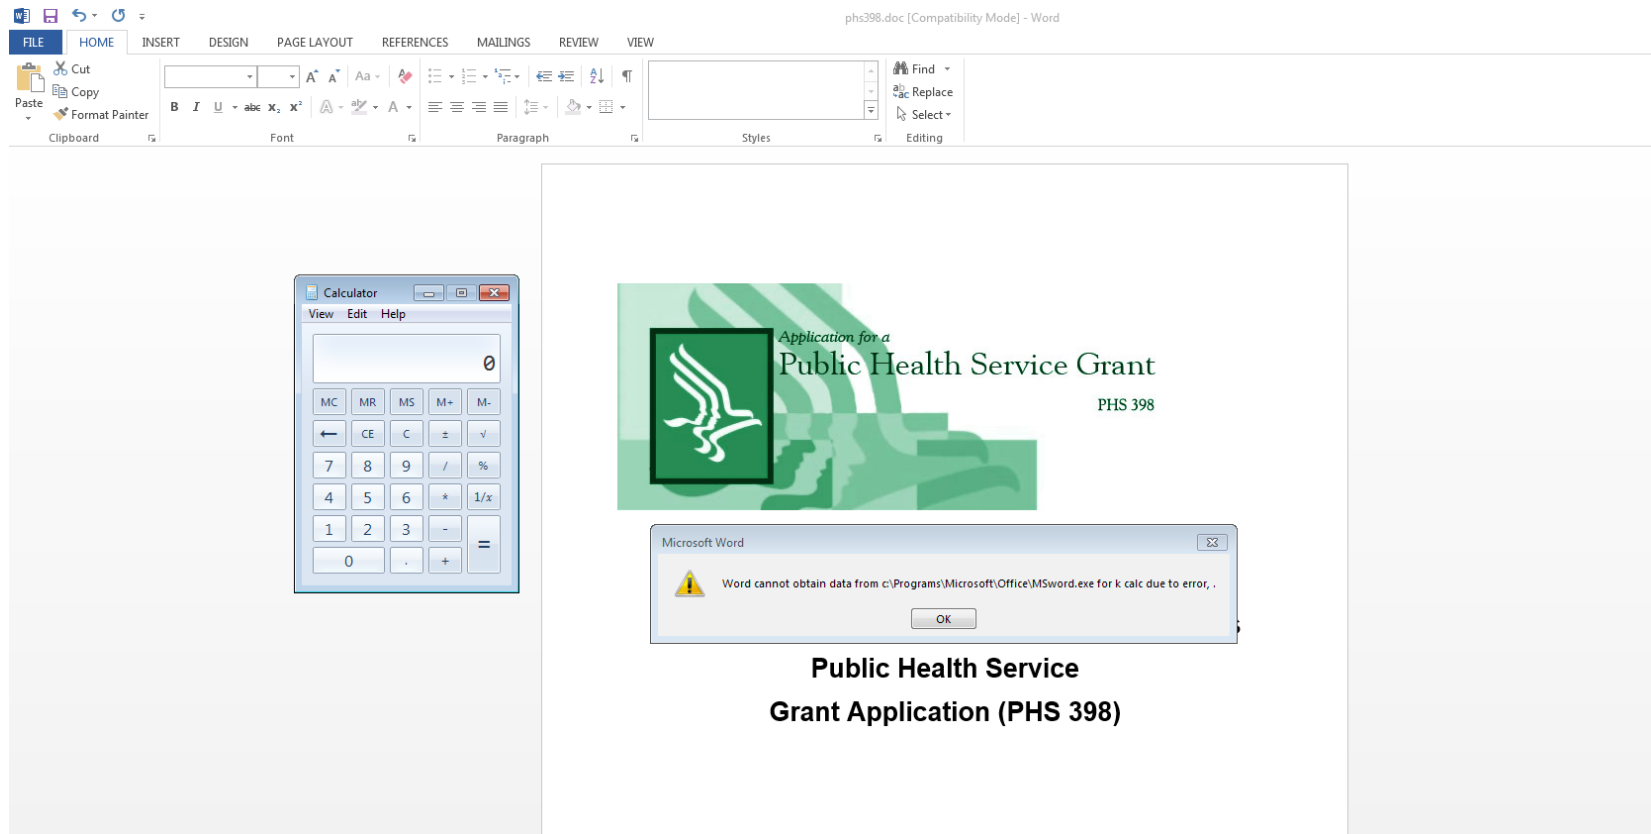 phs398.doc [Compatibility Mode] - Word
FILE HOME INSERT DESIGN PAGE LAYOUT REFERENCES MAILINGS REVIEW VIEW
Paste
Cut
Copy
Format Painter
Clipboard
Aa
B I U abc x₂ x²
A A
Font
Paragraph
Styles
Find
Replace
Select
Editing
Calculator
View Edit Help
0
MC MR MS M+ M-
← CE C ± √
7 8 9 / %
4 5 6 * 1/x
1 2 3 - =
0 . +
Application for a
Public Health Service Grant
PHS 398
Microsoft Word
Word cannot obtain data from c:\Programs\Microsoft\Office\MSword.exe for k calc due to error, .
OK
Public Health Service
Grant Application (PHS 398)